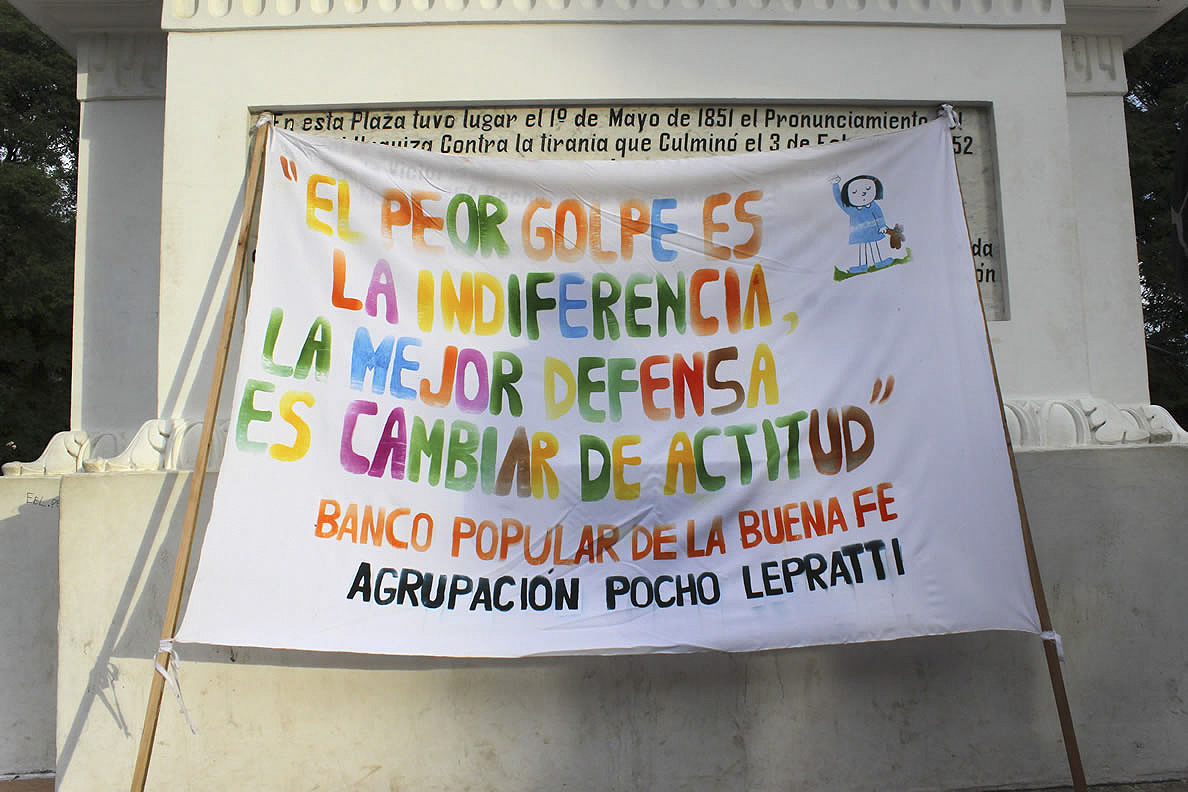 En esta Plaza tuvo lugar el 1º de Mayo de 1851 el Pronunciamiento
Contra la tirania que Culminó el 3 de
"EL PEOR GOLPE ES
LA INDIFERENCIA,
LA MEJOR DEFENSA
ES CAMBIAR DE ACTITUD"
BANCO POPULAR DE LA BUENA FE
AGRUPACIÓN POCHO LEPRATTI